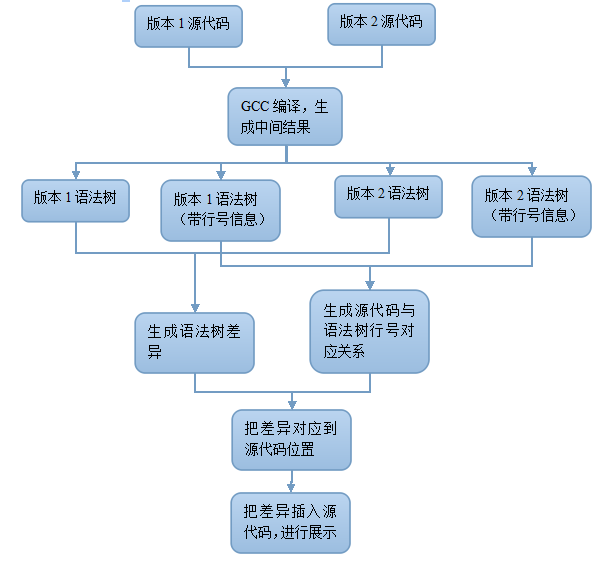 版本 1 源代码
版本 2 源代码
GCC 编译，生
成中间结果
版本 1 语法树
版本 1 语法树
（带行号信息）
版本 2 语法树
版本 2 语法树
（带行号信息）
生成语法树差
异
生成源代码与
语法树行号对
应关系
把差异对应到
源代码位置
把差异插入源
代码，进行展示